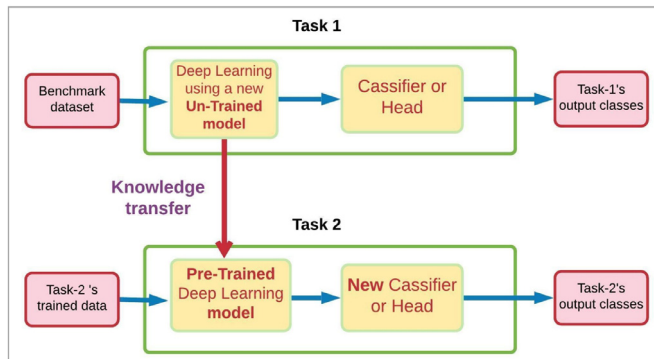 Task 1
Benchmark
dataset
Deep Learning
using a new
Un-Trained
model
Cassifier or
Head
Task-1's
output classes
Knowledge
transfer
Task 2
Task-2 's
trained data
Pre-Trained
Deep Learning
model
New Cassifier
or Head
Task-2's
output classes